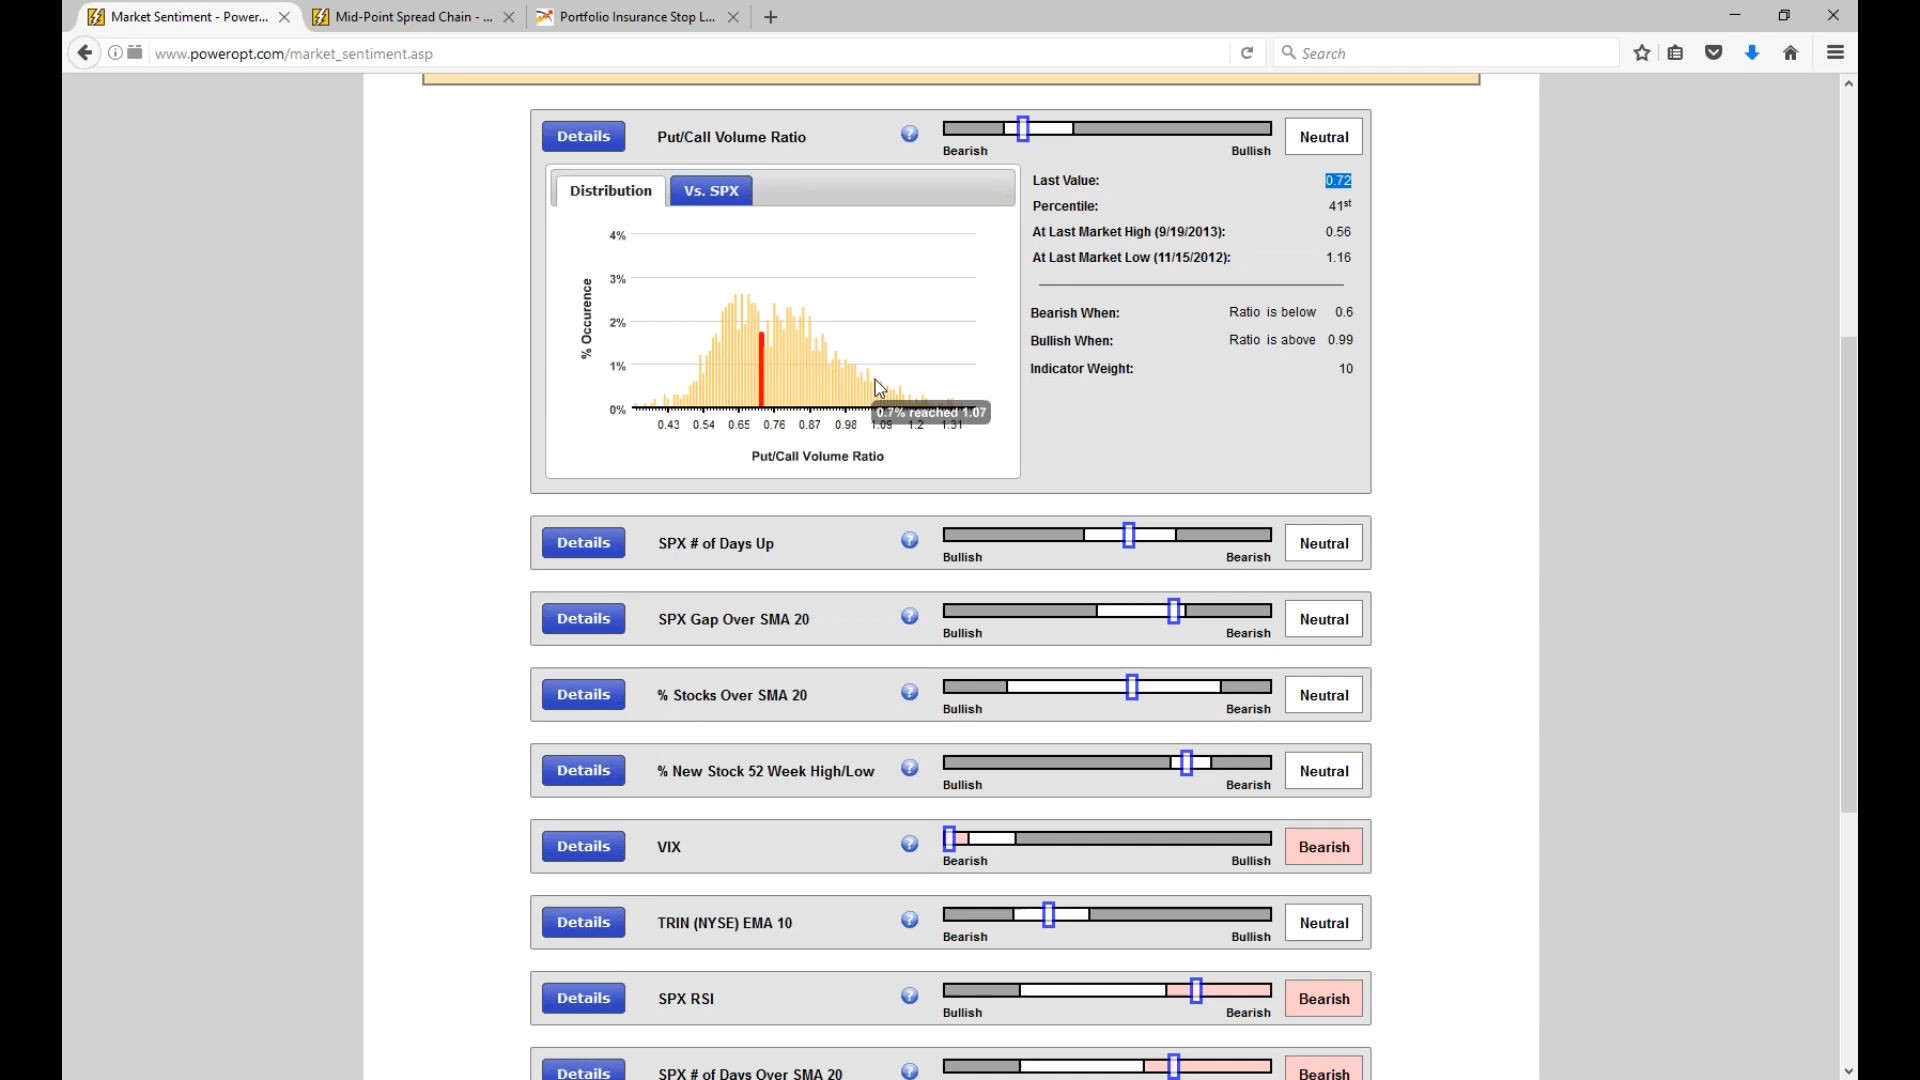 Market Sentiment - Power...
Mid-Point Spread Chain - ...
Portfolio Insurance Stop L...
www.poweropt.com/market_sentiment.asp
Search
Details
Put/Call Volume Ratio
Bearish
Bullish
Neutral
Distribution
Vs. SPX
4%
3%
2%
1%
0%
% Occurence
0.43 0.54 0.65 0.76 0.87 0.98 1.09 1.2 1.31
0.7% reached 1.07
Put/Call Volume Ratio
Last Value: 0.72
Percentile: 41st
At Last Market High (9/19/2013): 0.56
At Last Market Low (11/15/2012): 1.16
Bearish When: Ratio is below 0.6
Bullish When: Ratio is above 0.99
Indicator Weight: 10
Details
SPX # of Days Up
Bullish
Bearish
Neutral
Details
SPX Gap Over SMA 20
Bullish
Bearish
Neutral
Details
% Stocks Over SMA 20
Bullish
Bearish
Neutral
Details
% New Stock 52 Week High/Low
Bullish
Bearish
Neutral
Details
VIX
Bearish
Bullish
Bearish
Details
TRIN (NYSE) EMA 10
Bearish
Bullish
Neutral
Details
SPX RSI
Bullish
Bearish
Bearish
Details
SPX # of Days Over SMA 20
Bearish